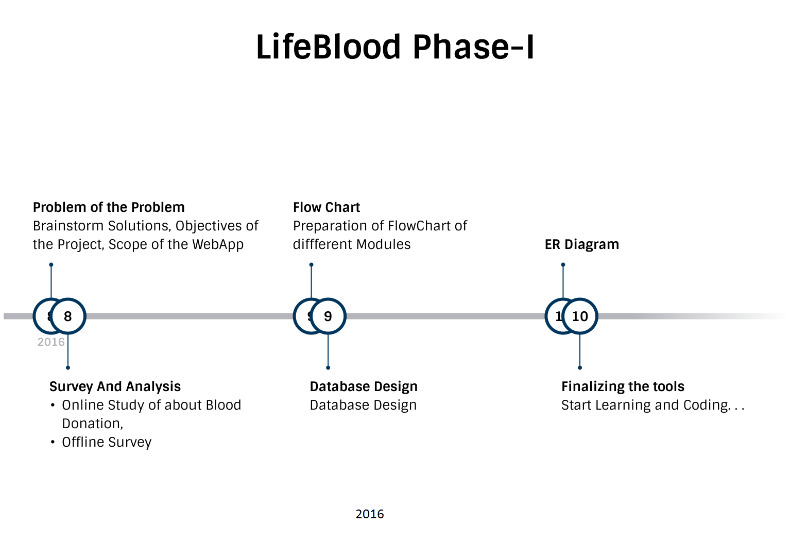 LifeBlood Phase-I
Problem of the Problem
Brainstorm Solutions, Objectives of
the Project, Scope of the WebApp
Flow Chart
Preparation of FlowChart of
diffferent Modules
ER Diagram
8
9
10
2016
Survey And Analysis
• Online Study of about Blood
Donation,
• Offline Survey
Database Design
Database Design
Finalizing the tools
Start Learning and Coding. . .
2016